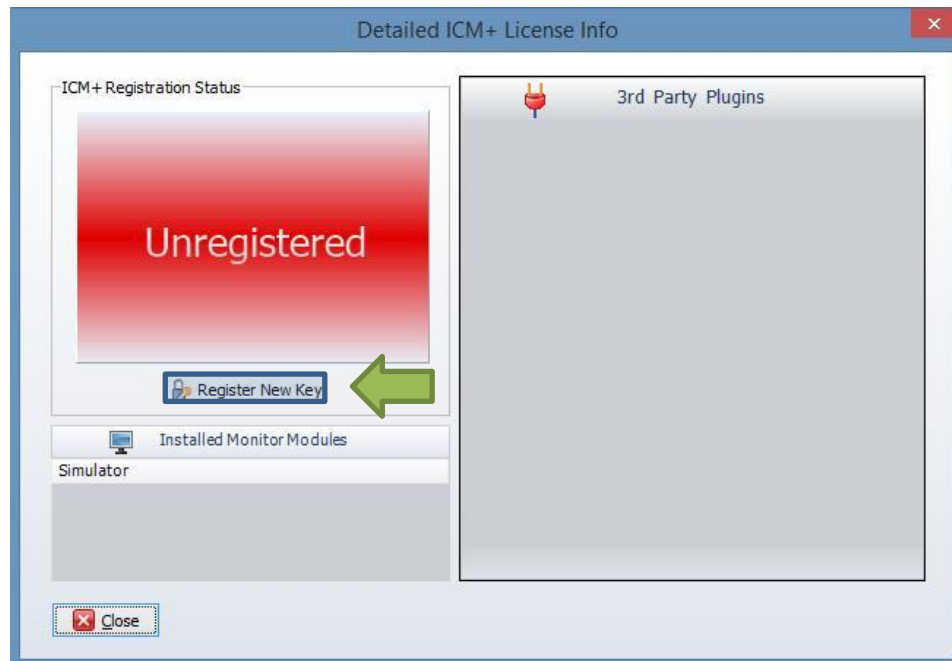 Detailed ICM+ License Info
ICM+ Registration Status
Unregistered
Register New Key
Installed Monitor Modules
Simulator
3rd Party Plugins
Close